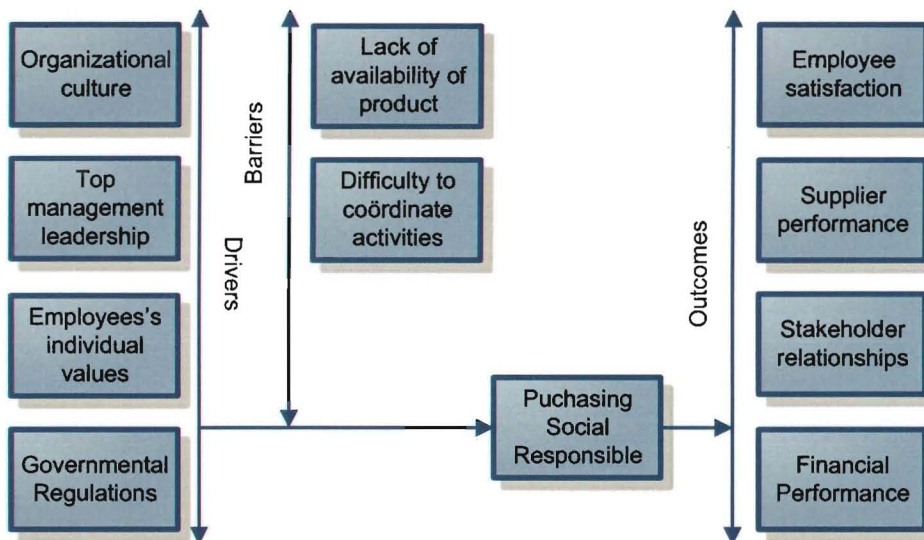 Organizational
culture
Top
management
leadership
Employees's
individual
values
Governmental
Regulations
Drivers
Barriers
Lack of
availability of
product
Difficulty to
coördinate
activities
Puchasing
Social
Responsible
Outcomes
Employee
satisfaction
Supplier
performance
Stakeholder
relationships
Financial
Performance